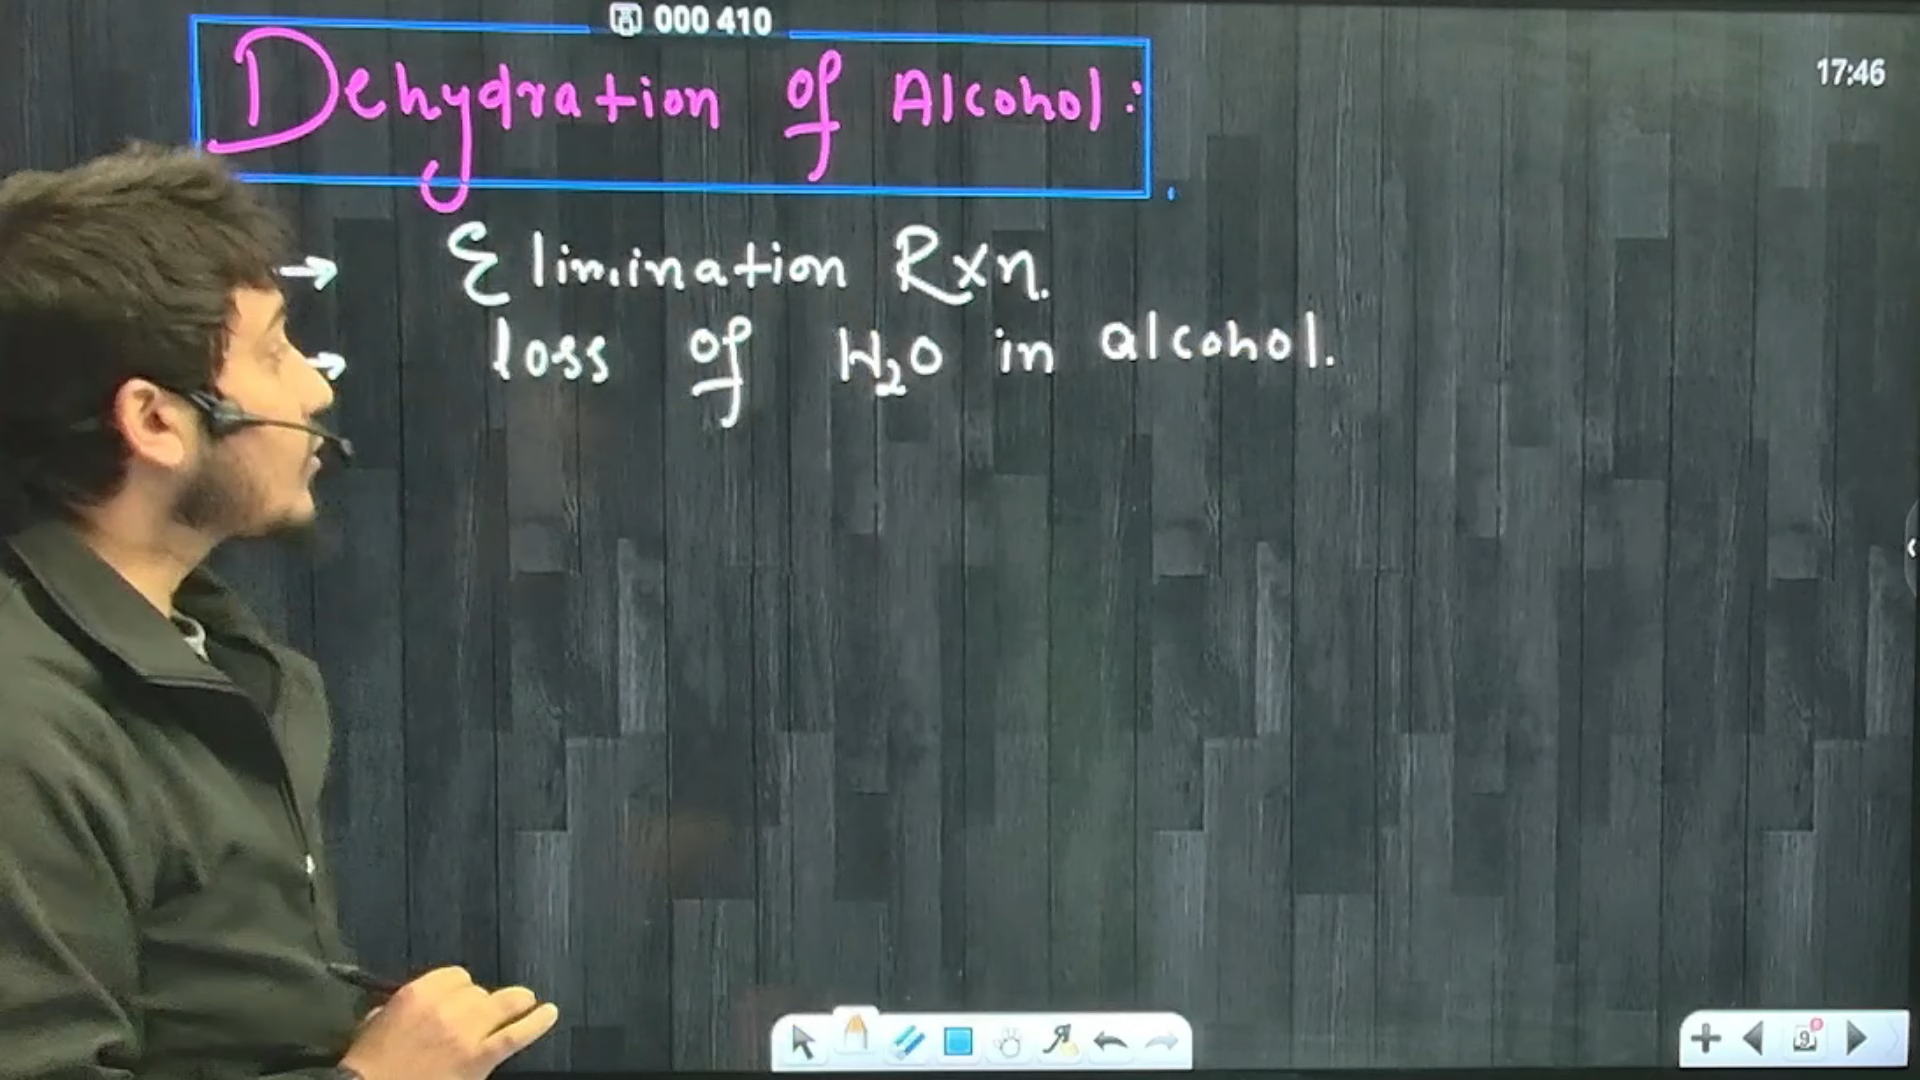 000 410
17:46
Dehydration of Alcohol:
→ Elimination Rxn.
→ loss of H₂O in alcohol.